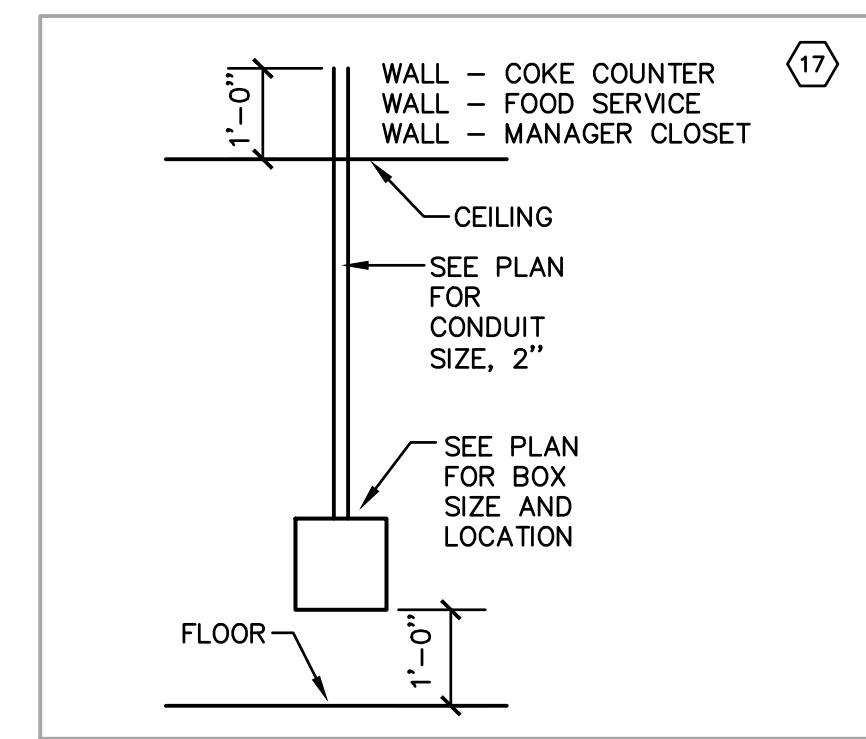 WALL – COKE COUNTER
WALL – FOOD SERVICE
WALL – MANAGER CLOSET
17
1'–0"
CEILING
SEE PLAN
FOR
CONDUIT
SIZE, 2"
SEE PLAN
FOR BOX
SIZE AND
LOCATION
FLOOR
1'–0"